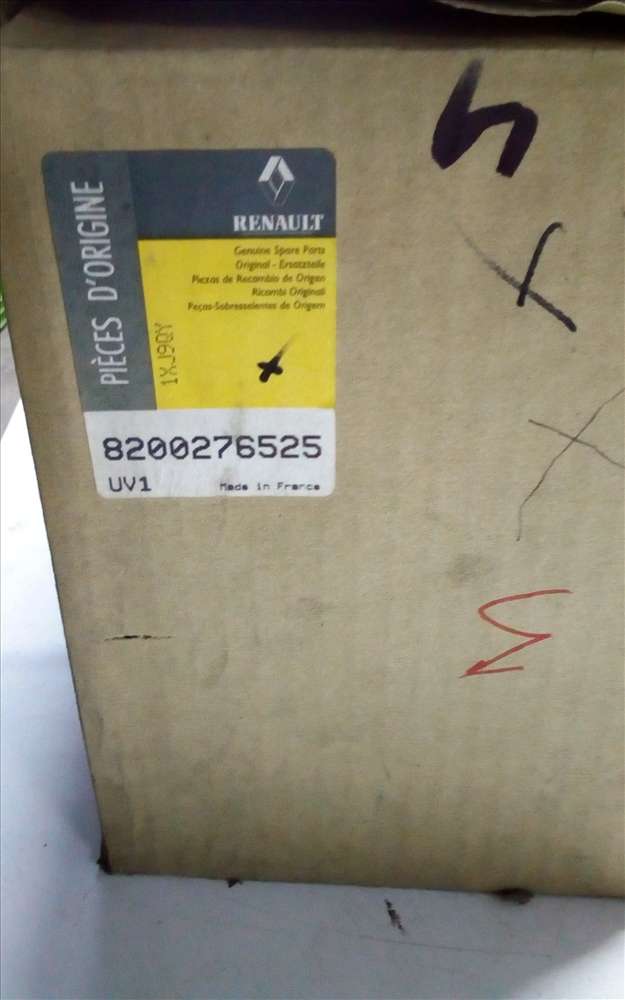 PIÈCES D'ORIGINE
RENAULT
Genuine Spare Parts
Original - Ersatzteile
Piezas de Recambio de Origen
Ricambi Originali
Peças-Sobresselentes de Origem
1XJ9QY
8200276525
UV1
Made in France